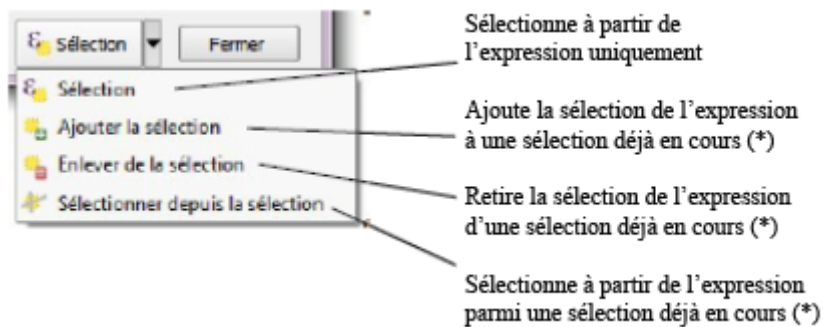 Sélection
Fermer
Sélection
Ajouter la sélection
Enlever de la sélection
Sélectionner depuis la sélection
Sélectionne à partir de
l’expression uniquement
Ajoute la sélection de l’expression
à une sélection déjà en cours (*)
Retire la sélection de l’expression
d’une sélection déjà en cours (*)
Sélectionne à partir de l’expression
parmi une sélection déjà en cours (*)